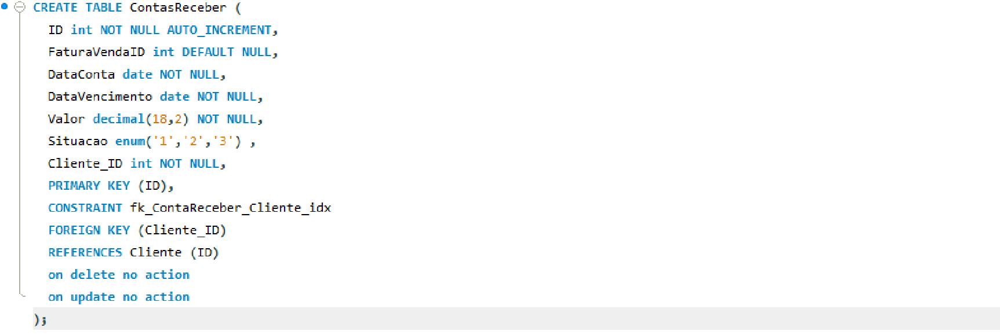 CREATE TABLE ContasReceber (
ID int NOT NULL AUTO_INCREMENT,
FaturaVendaID int DEFAULT NULL,
DataConta date NOT NULL,
DataVencimento date NOT NULL,
Valor decimal(18,2) NOT NULL,
Situacao enum('1','2','3') ,
Cliente_ID int NOT NULL,
PRIMARY KEY (ID),
CONSTRAINT fk_ContaReceber_Cliente_idx
FOREIGN KEY (Cliente_ID)
REFERENCES Cliente (ID)
on delete no action
on update no action
);